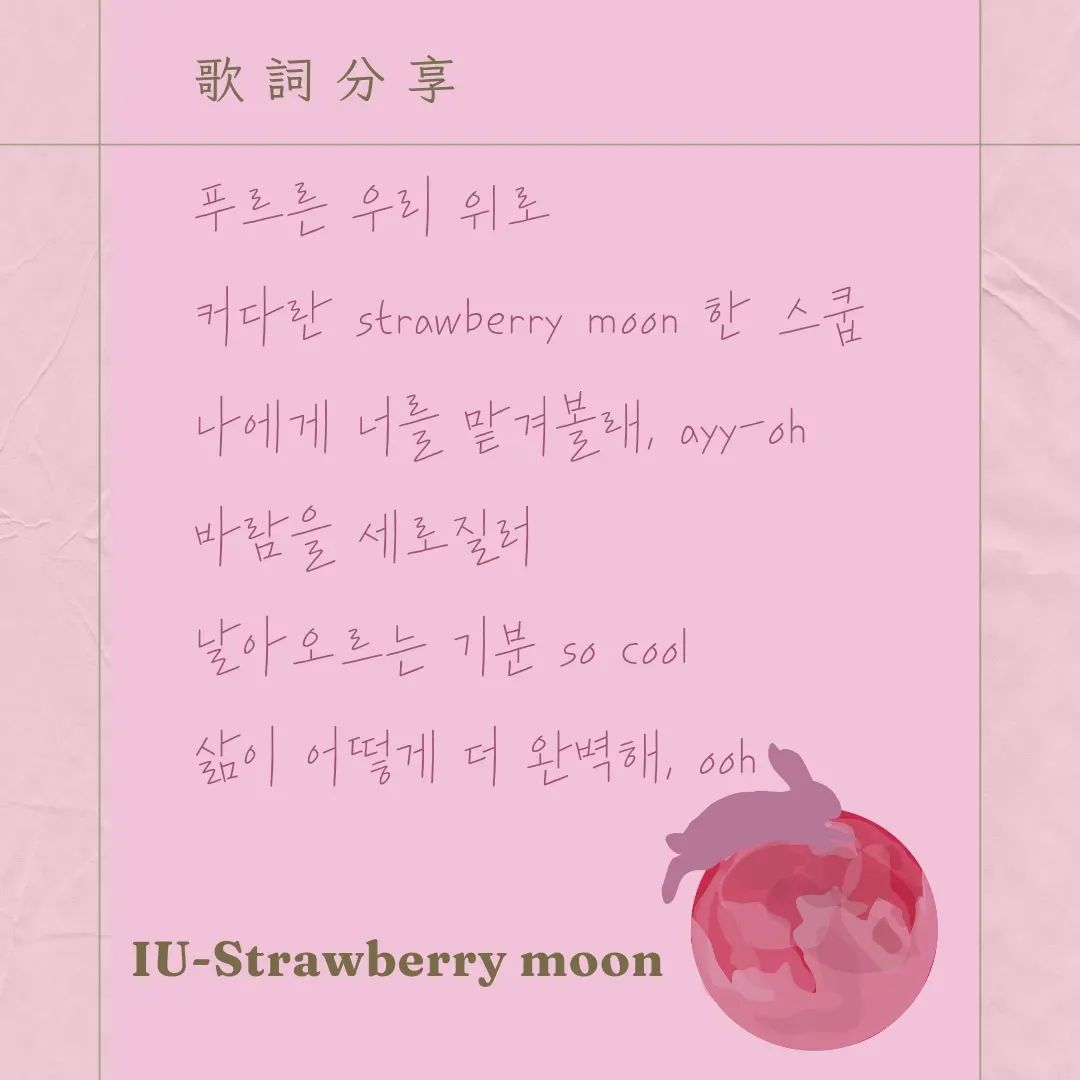 歌詞分享
푸르른 우리 위로
커다란 strawberry moon 한 스쿱
나에게 너를 맡겨볼래, ayy-oh
바람을 세로질러
날아오르는 기분 so cool
삶이 어떻게 더 완벽해, ooh
IU-Strawberry moon